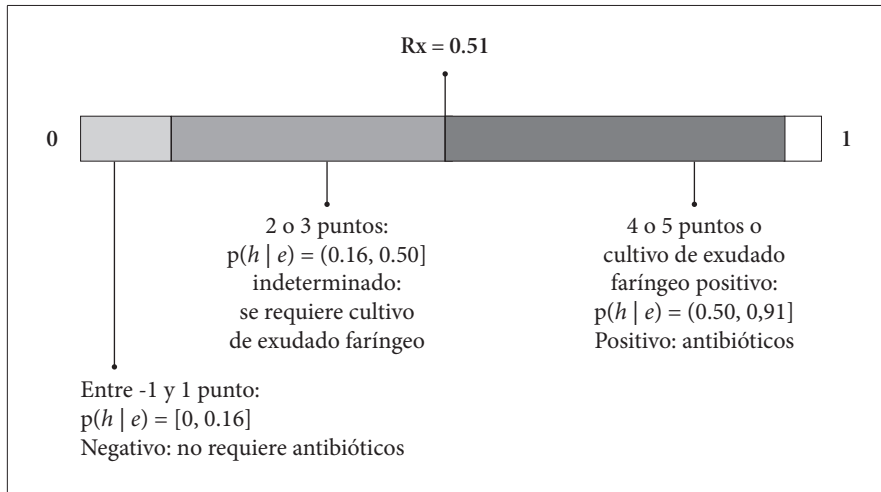 Rx = 0.51
0
1
2 o 3 puntos:
p(h | e) = (0.16, 0.50]
indeterminado:
se requiere cultivo
de exudado faríngeo
4 o 5 puntos o
cultivo de exudado
faríngeo positivo:
p(h | e) = (0.50, 0,91]
Positivo: antibióticos
Entre -1 y 1 punto:
p(h | e) = [0, 0.16]
Negativo: no requiere antibióticos